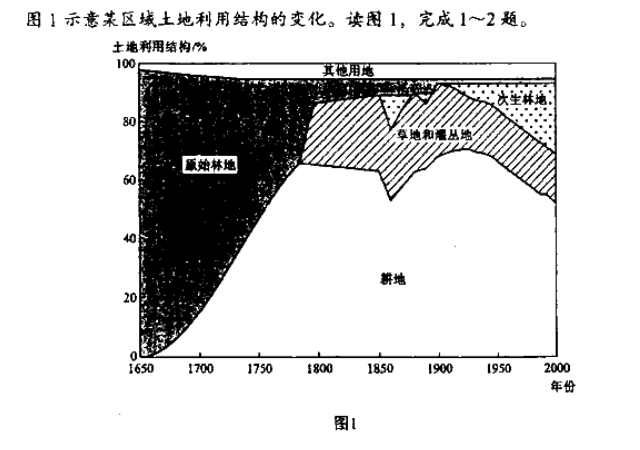 图1示意某区域土地利用结构的变化。读图1，完成1～2题。
土地利用结构/%
100
80
60
40
20
0
其他用地
次生林地
草地和灌丛地
原始林地
耕地
1650 1700 1750 1800 1850 1900 1950 2000
年份
图1